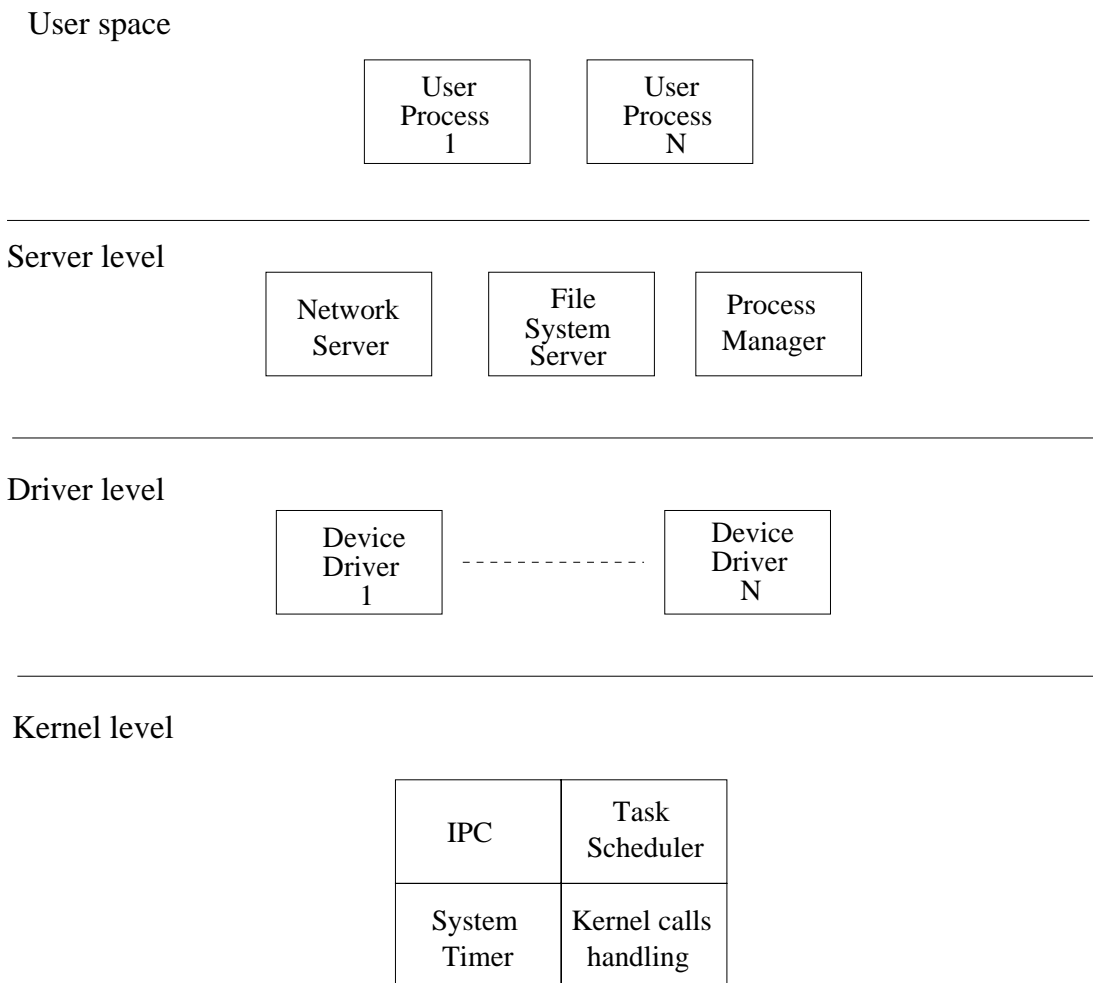 User space
User
Process
1
User
Process
N
Server level
Network
Server
File
System
Server
Process
Manager
Driver level
Device
Driver
1
Device
Driver
N
Kernel level
IPC
Task
Scheduler
System
Timer
Kernel calls
handling